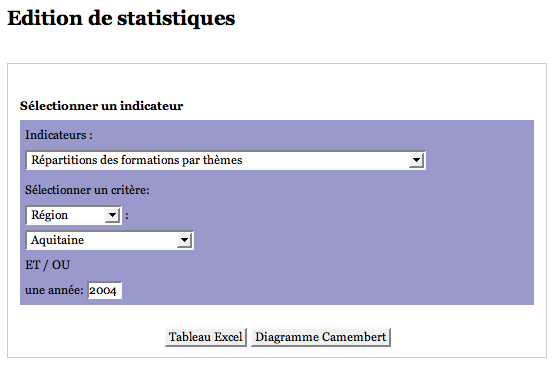 Edition de statistiques
Sélectionner un indicateur
Indicateurs :
Répartitions des formations par thèmes
Sélectionner un critère:
Région :
Aquitaine
ET / OU
une année: 2004
Tableau Excel Diagramme Camembert